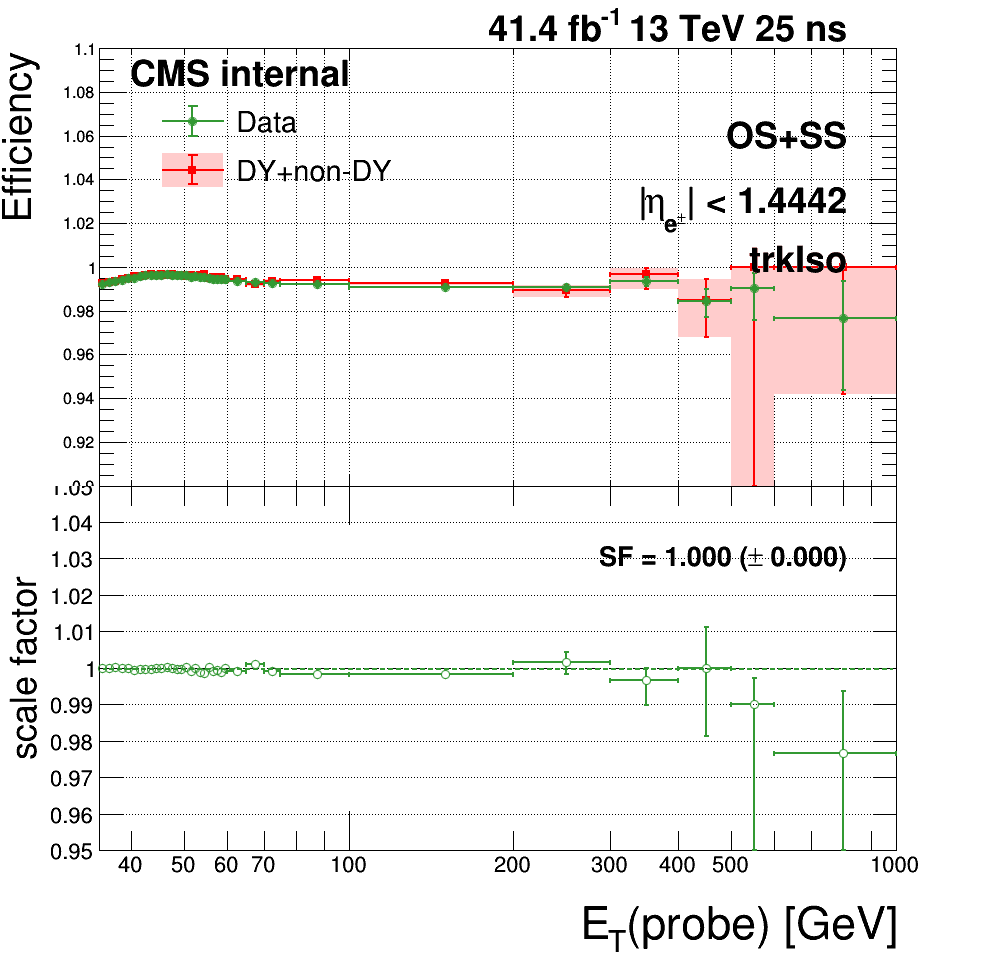 41.4 fb-1 13 TeV 25 ns
CMS internal
Data
DY+non-DY
OS+SS
|ηe±| < 1.4442
trkIso
Efficiency
1.1
1.08
1.06
1.04
1.02
1
0.98
0.96
0.94
0.92
SF = 1.000 (± 0.000)
scale factor
1.04
1.03
1.02
1.01
1
0.99
0.98
0.97
0.96
0.95
40 50 60 70 100 200 300 400 500 1000
ET(probe) [GeV]